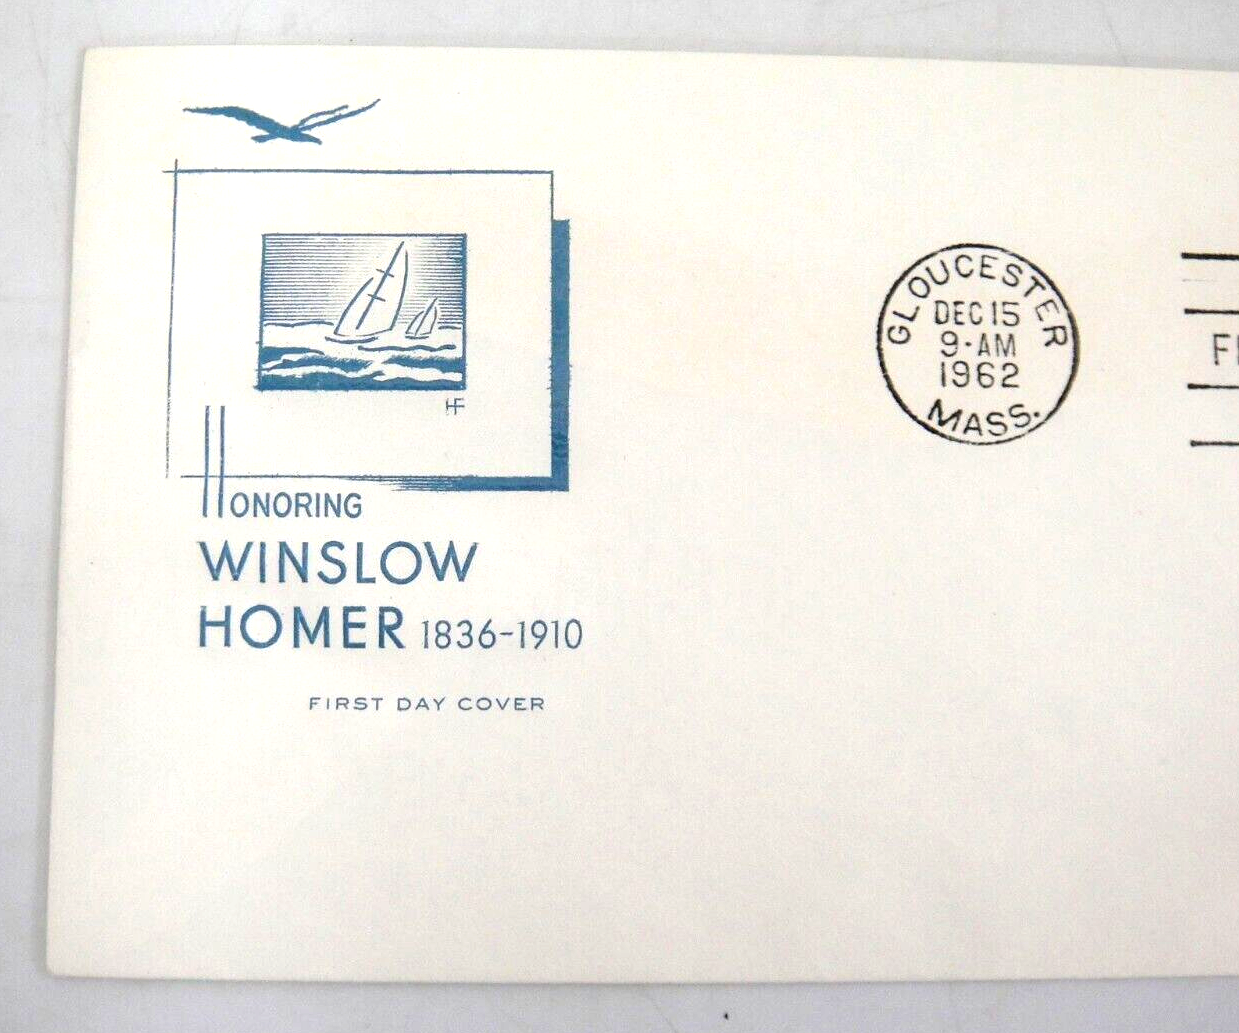 HF
HONORING
WINSLOW
HOMER 1836-1910
FIRST DAY COVER
GLOUCESTER
DEC 15
9-AM
1962
MASS.